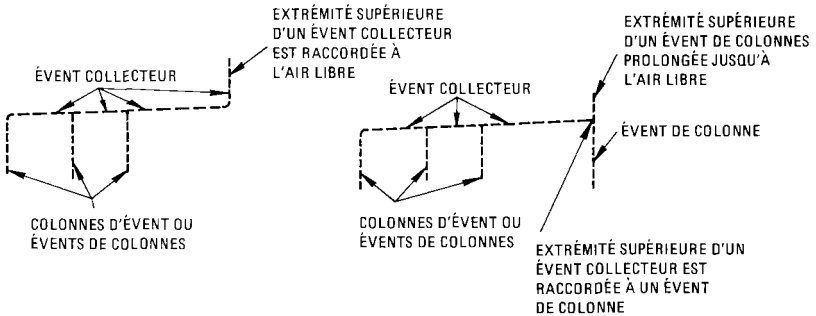 EXTRÉMITÉ SUPÉRIEURE
D'UN ÉVENT COLLECTEUR
EST RACCORDÉE À
L'AIR LIBRE
ÉVENT COLLECTEUR
COLONNES D'ÉVENT OU
ÉVENTS DE COLONNES
EXTRÉMITÉ SUPÉRIEURE
D'UN ÉVENT DE COLONNES
PROLONGÉE JUSQU'À
L'AIR LIBRE
ÉVENT COLLECTEUR
ÉVENT DE COLONNE
COLONNES D'ÉVENT OU
ÉVENTS DE COLONNES
EXTRÉMITÉ SUPÉRIEURE D'UN
ÉVENT COLLECTEUR EST
RACCORDÉE À UN ÉVENT
DE COLONNE